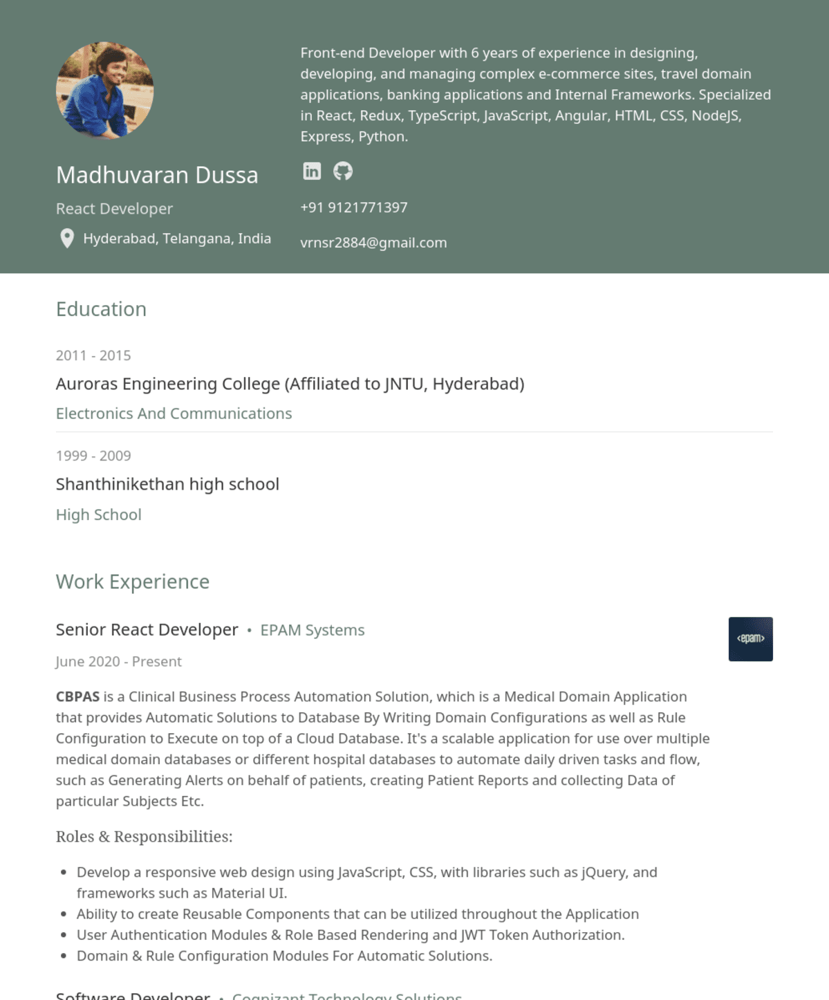 Front-end Developer with 6 years of experience in designing,
developing, and managing complex e-commerce sites, travel domain
applications, banking applications and Internal Frameworks. Specialized
in React, Redux, TypeScript, JavaScript, Angular, HTML, CSS, NodeJS,
Express, Python.
Madhuvaran Dussa
React Developer
Hyderabad, Telangana, India
in
+91 9121771397
vrnsr2884@gmail.com
Education
2011 - 2015
Auroras Engineering College (Affiliated to JNTU, Hyderabad)
Electronics And Communications
1999 - 2009
Shanthinikethan high school
High School
Work Experience
Senior React Developer • EPAM Systems
<epam>
June 2020 - Present
CBPAS is a Clinical Business Process Automation Solution, which is a Medical Domain Application
that provides Automatic Solutions to Database By Writing Domain Configurations as well as Rule
Configuration to Execute on top of a Cloud Database. It's a scalable application for use over multiple
medical domain databases or different hospital databases to automate daily driven tasks and flow,
such as Generating Alerts on behalf of patients, creating Patient Reports and collecting Data of
particular Subjects Etc.
Roles & Responsibilities:
• Develop a responsive web design using JavaScript, CSS, with libraries such as jQuery, and
frameworks such as Material UI.
• Ability to create Reusable Components that can be utilized throughout the Application
• User Authentication Modules & Role Based Rendering and JWT Token Authorization.
• Domain & Rule Configuration Modules For Automatic Solutions.
Software Developer • Cognizant Technology Solutions